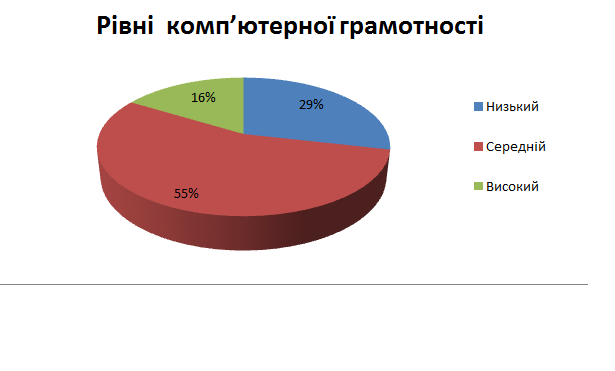 Рівні комп’ютерної грамотності
16%
29%
55%
Низький
Середній
Високий